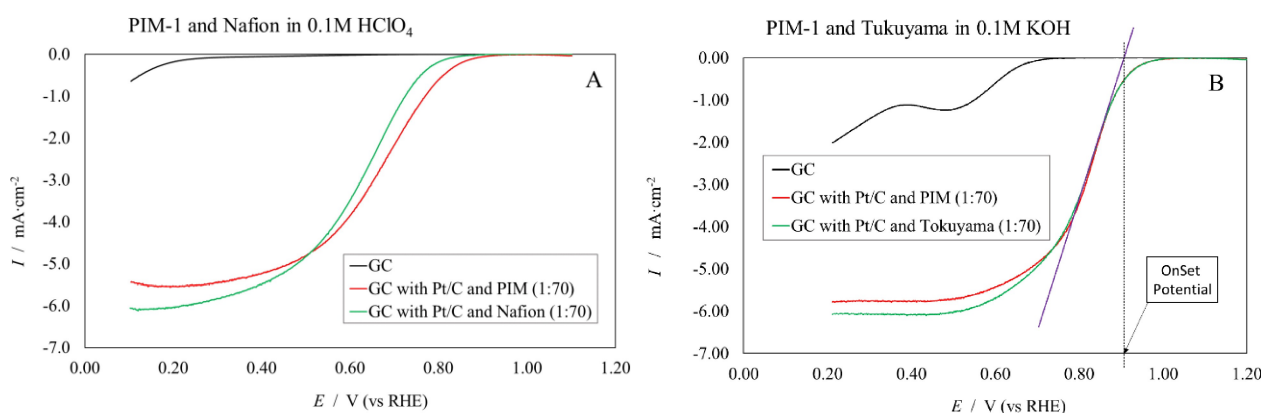 PIM-1 and Nafion in 0.1M HClO4
0.0
-1.0
-2.0
-3.0
-4.0
-5.0
-6.0
-7.0
I / mA·cm-2
A
GC
GC with Pt/C and PIM (1:70)
GC with Pt/C and Nafion (1:70)
0.00 0.20 0.40 0.60 0.80 1.00 1.20
E / V (vs RHE)
PIM-1 and Tukuyama in 0.1M KOH
0.00
-1.00
-2.00
-3.00
-4.00
-5.00
-6.00
-7.00
I / mA·cm-2
B
GC
GC with Pt/C and PIM (1:70)
GC with Pt/C and Tokuyama (1:70)
OnSet
Potential
0.00 0.20 0.40 0.60 0.80 1.00 1.20
E / V (vs RHE)